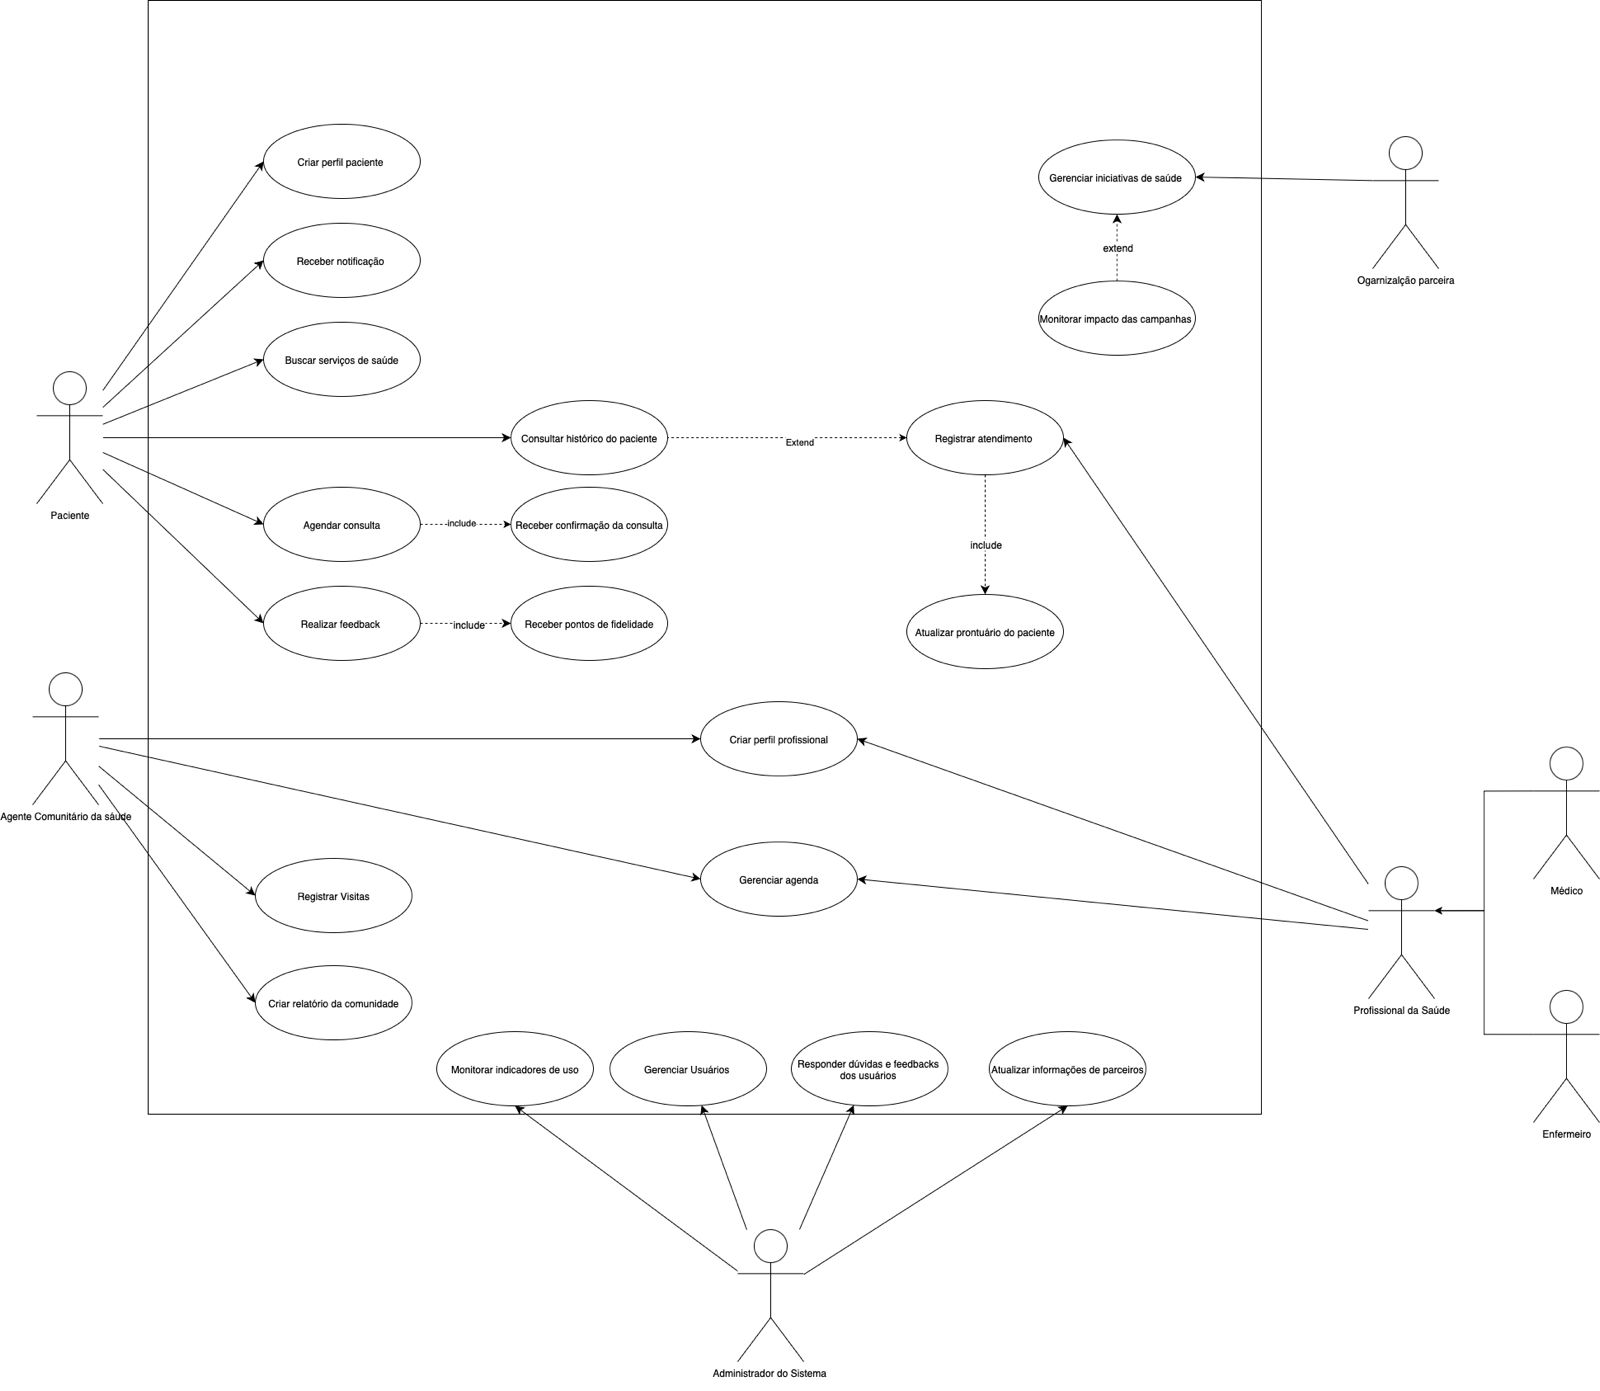 Criar perfil paciente
Gerenciar iniciativas de saúde
Receber notificação
extend
Ogarnizalção parceira
Monitorar impacto das campanhas
Buscar serviços de saúde
Consultar histórico do paciente
Extend
Registrar atendimento
Paciente
Agendar consulta
include
Receber confirmação da consulta
include
Realizar feedback
include
Receber pontos de fidelidade
Atualizar prontuário do paciente
Criar perfil profissional
Agente Comunitário da sáude
Gerenciar agenda
Médico
Registrar Visitas
Criar relatório da comunidade
Profissional da Saúde
Monitorar indicadores de uso
Gerenciar Usuários
Responder dúvidas e feedbacks
dos usuários
Atualizar informações de parceiros
Enfermeiro
Administrador do Sistema